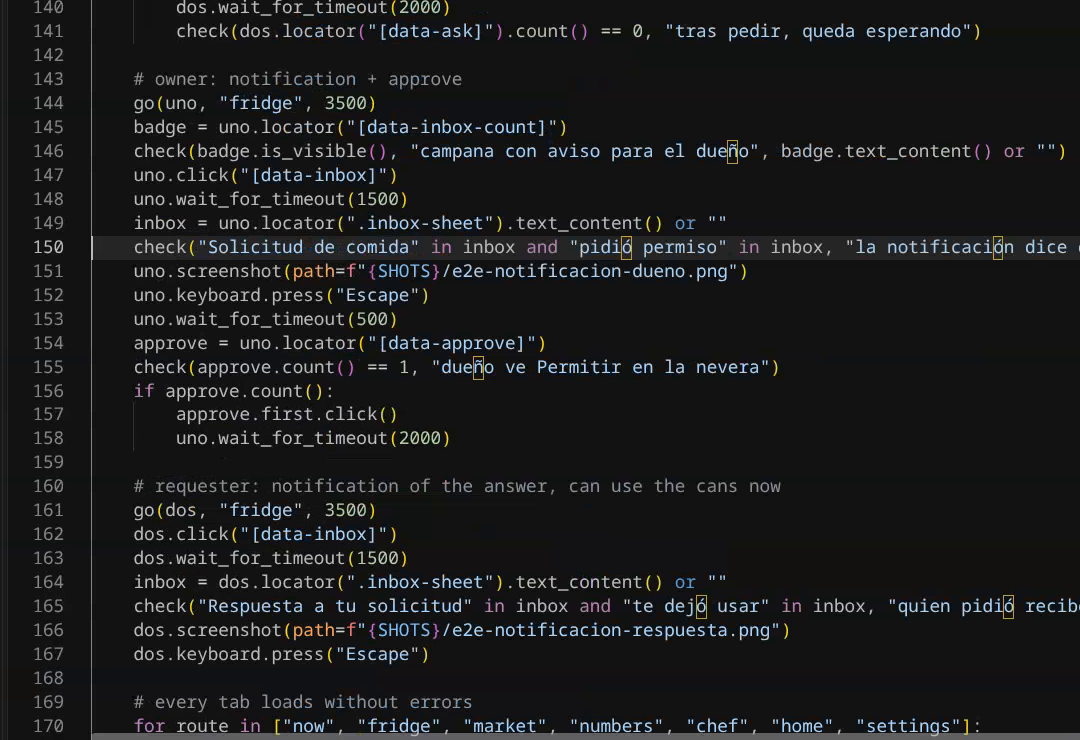 140 dos.wait_for_timeout(2000)
141 check(dos.locator("[data-ask]").count() == 0, "tras pedir, queda esperando")
142
143 # owner: notification + approve
144 go(uno, "fridge", 3500)
145 badge = uno.locator("[data-inbox-count]")
146 check(badge.is_visible(), "campana con aviso para el dueño", badge.text_content() or "")
147 uno.click("[data-inbox]")
148 uno.wait_for_timeout(1500)
149 inbox = uno.locator(".inbox-sheet").text_content() or ""
150 check("Solicitud de comida" in inbox and "pidió permiso" in inbox, "la notificación dice
151 uno.screenshot(path=f"{SHOTS}/e2e-notificacion-dueno.png")
152 uno.keyboard.press("Escape")
153 uno.wait_for_timeout(500)
154 approve = uno.locator("[data-approve]")
155 check(approve.count() == 1, "dueño ve Permitir en la nevera")
156 if approve.count():
157 approve.first.click()
158 uno.wait_for_timeout(2000)
159
160 # requester: notification of the answer, can use the cans now
161 go(dos, "fridge", 3500)
162 dos.click("[data-inbox]")
163 dos.wait_for_timeout(1500)
164 inbox = dos.locator(".inbox-sheet").text_content() or ""
165 check("Respuesta a tu solicitud" in inbox and "te dejó usar" in inbox, "quien pidió recib
166 dos.screenshot(path=f"{SHOTS}/e2e-notificacion-respuesta.png")
167 dos.keyboard.press("Escape")
168
169 # every tab loads without errors
170 for route in ["now", "fridge", "market", "numbers", "chef", "home", "settings"]: